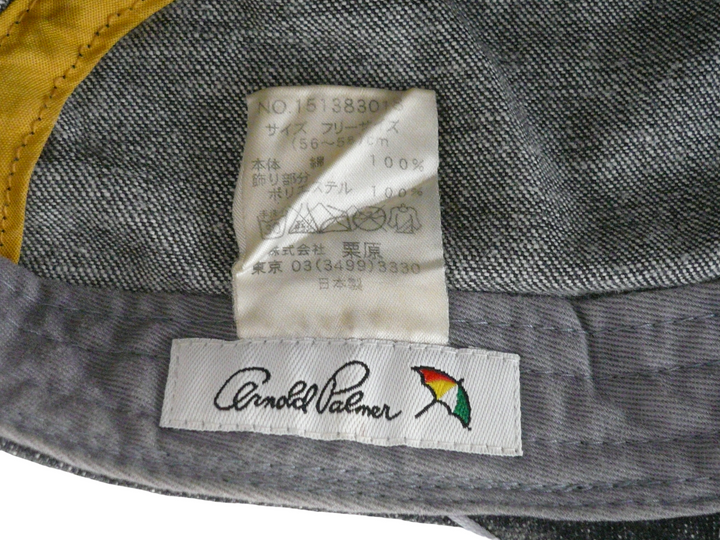 NO.151383018
サイズ フリーサイズ
(56～58)cm
本体 綿 100%
飾り部分
ポリエステル 100%
株式会社 栗原
東京 03(3499)3330
日本製
Arnold Palmer